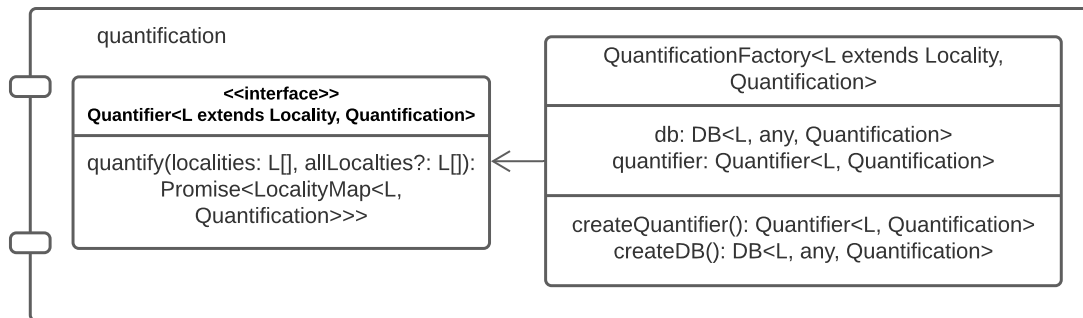 quantification
<<interface>>
Quantifier<L extends Locality, Quantification>
quantify(localities: L[], allLocalties?: L[]):
Promise<LocalityMap<L,
Quantification>>>
QuantificationFactory<L extends Locality,
Quantification>
db: DB<L, any, Quantification>
quantifier: Quantifier<L, Quantification>
createQuantifier(): Quantifier<L, Quantification>
createDB(): DB<L, any, Quantification>